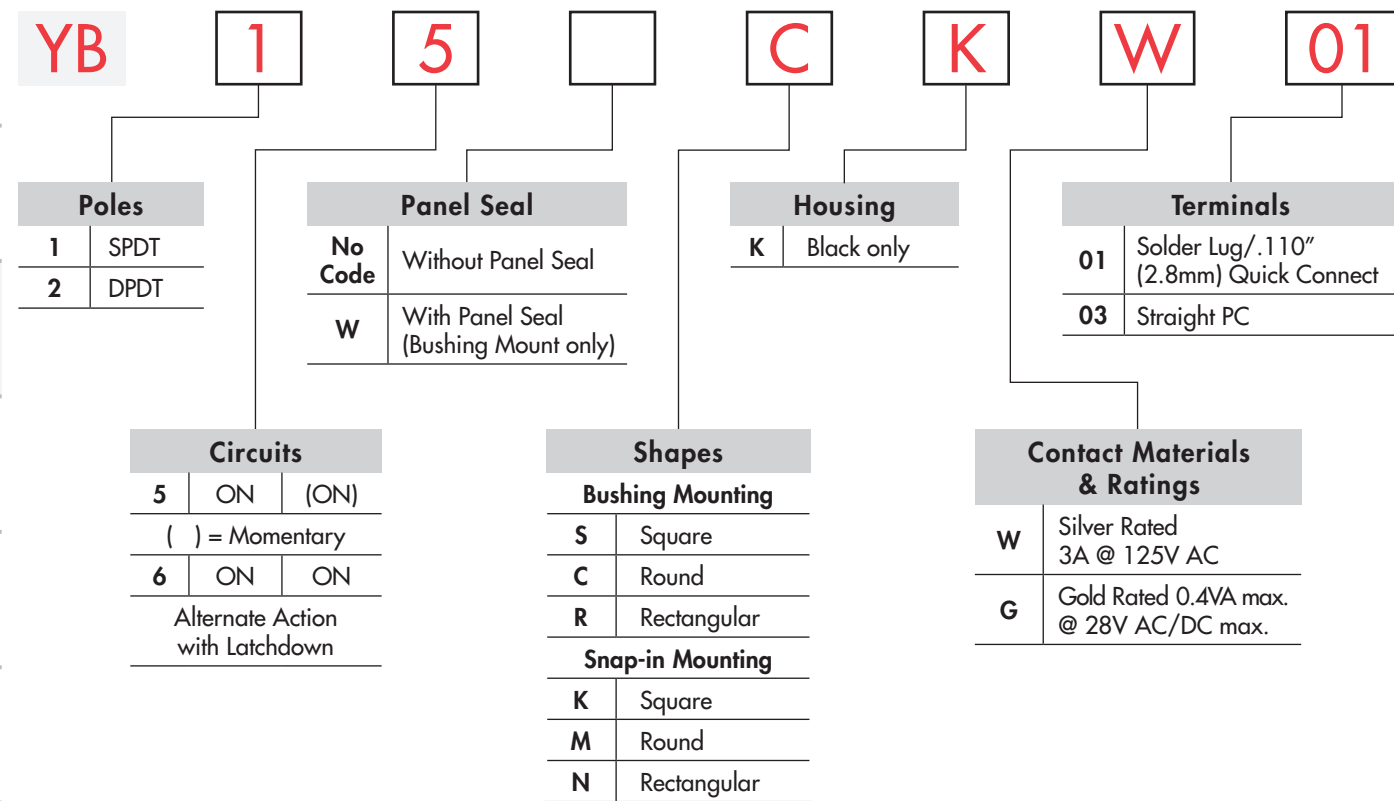 YB 1 5 C K W 01
Poles
1 SPDT
2 DPDT
Panel Seal
No
Code
Without Panel Seal
W
With Panel Seal
(Bushing Mount only)
Housing
K Black only
Terminals
01
Solder Lug/.110”
(2.8mm) Quick Connect
03 Straight PC
Circuits
5 ON (ON)
( ) = Momentary
6 ON ON
Alternate Action
with Latchdown
Shapes
Bushing Mounting
S Square
C Round
R Rectangular
Snap-in Mounting
K Square
M Round
N Rectangular
Contact Materials
& Ratings
W
Silver Rated
3A @ 125V AC
G
Gold Rated 0.4VA max.
@ 28V AC/DC max.